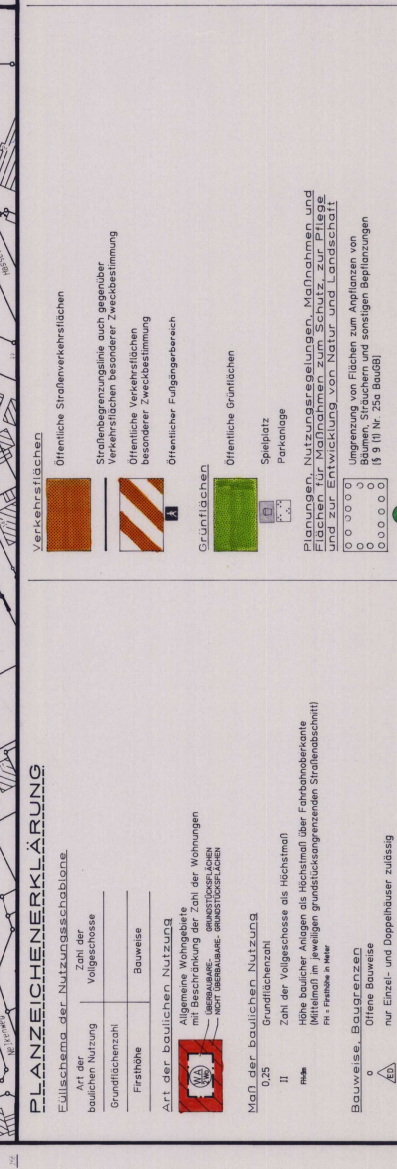 PLANZEICHENERKLÄRUNG
Füllschema der Nutzungsschablone
Art der
baulichen Nutzung
Zahl der
Vollgeschosse
Grundflächenzahl
Firsthöhe
Bauweise
Art der baulichen Nutzung
WA
2Wo
Allgemeine Wohngebiete
mit Beschränkung der Zahl der Wohnungen
ÜBERBAUBARE- GRUNDSTÜCKSFLÄCHEN
NICHT ÜBERBAUBARE- GRUNDSTÜCKSFLÄCHEN
Maß der baulichen Nutzung
0,25 Grundflächenzahl
II Zahl der Vollgeschosse als Höchstmaß
Höhe baulicher Anlagen als Höchstmaß über Fahrbahnoberkante
(Mittelmaß im jeweiligen grundstücksangrenzenden Straßenabschnitt)
FH = Firsthöhe in Meter
Bauweise, Baugrenzen
o Offene Bauweise
ED nur Einzel- und Doppelhäuser zulässig
Verkehrsflächen
Öffentliche Straßenverkehrsflächen
Straßenbegrenzungslinie auch gegenüber
Verkehrsflächen besonderer Zweckbestimmung
Öffentliche Verkehrsflächen
besonderer Zweckbestimmung
Öffentlicher Fußgängerbereich
Grünflächen
Öffentliche Grünflächen
Spielplatz
Parkanlage
Planungen, Nutzungsregelungen, Maßnahmen und
Flächen für Maßnahmen zum Schutz, zur Pflege
und zur Entwicklung von Natur und Landschaft
Umgrenzung von Flächen zum Anpflanzen von
Bäumen, Sträuchern und sonstigen Bepflanzungen
(§ 9 (1) Nr. 25a BauGB)